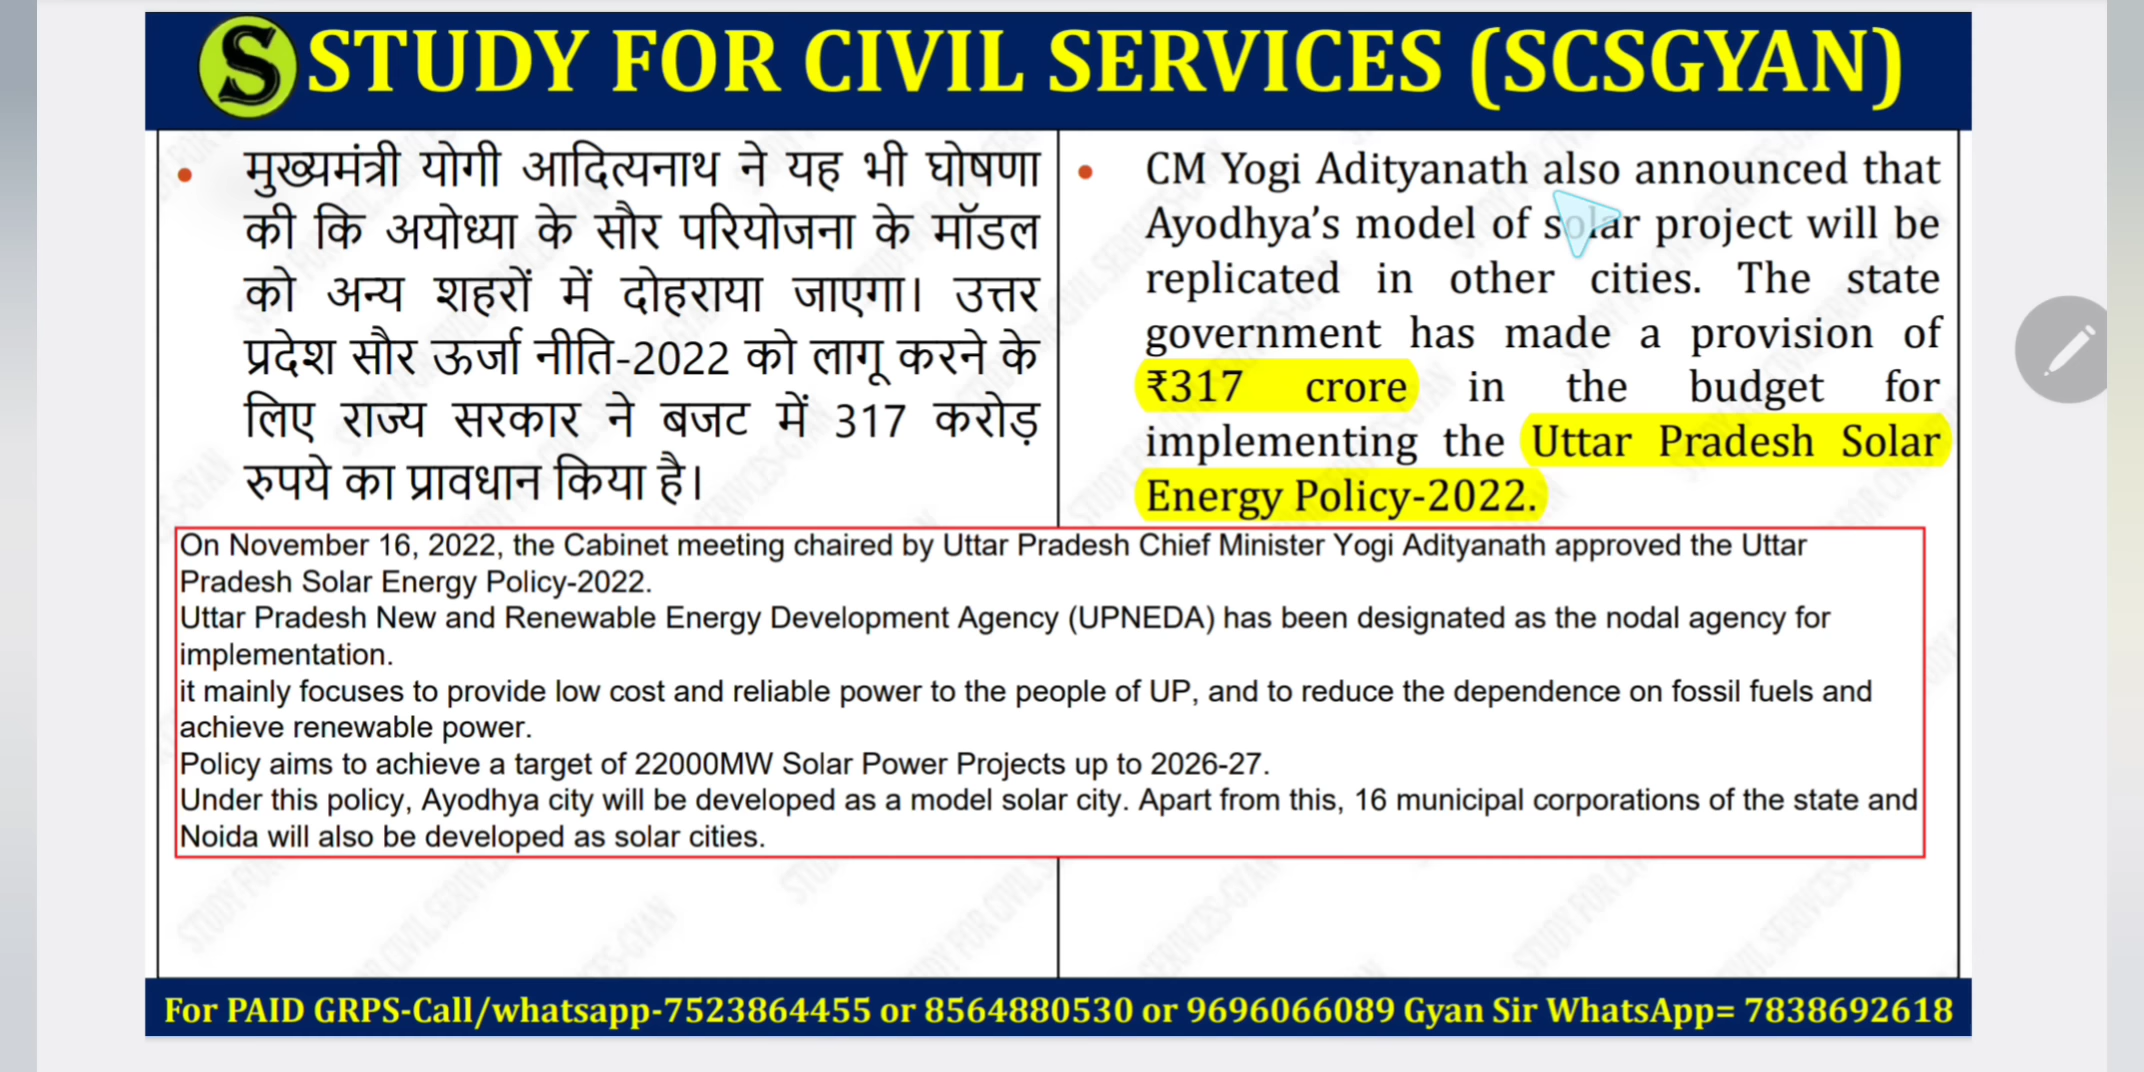 S STUDY FOR CIVIL SERVICES (SCSGYAN)
मुख्यमंत्री योगी आदित्यनाथ ने यह भी घोषणा
की कि अयोध्या के सौर परियोजना के मॉडल
को अन्य शहरों में दोहराया जाएगा। उत्तर
प्रदेश सौर ऊर्जा नीति-2022 को लागू करने के
लिए राज्य सरकार ने बजट में 317 करोड़
रुपये का प्रावधान किया है।
CM Yogi Adityanath also announced that
Ayodhya’s model of solar project will be
replicated in other cities. The state
government has made a provision of
₹317 crore in the budget for
implementing the Uttar Pradesh Solar
Energy Policy-2022.
On November 16, 2022, the Cabinet meeting chaired by Uttar Pradesh Chief Minister Yogi Adityanath approved the Uttar
Pradesh Solar Energy Policy-2022.
Uttar Pradesh New and Renewable Energy Development Agency (UPNEDA) has been designated as the nodal agency for
implementation.
it mainly focuses to provide low cost and reliable power to the people of UP, and to reduce the dependence on fossil fuels and
achieve renewable power.
Policy aims to achieve a target of 22000MW Solar Power Projects up to 2026-27.
Under this policy, Ayodhya city will be developed as a model solar city. Apart from this, 16 municipal corporations of the state and
Noida will also be developed as solar cities.
For PAID GRPS-Call/whatsapp-7523864455 or 8564880530 or 9696066089 Gyan Sir WhatsApp= 7838692618